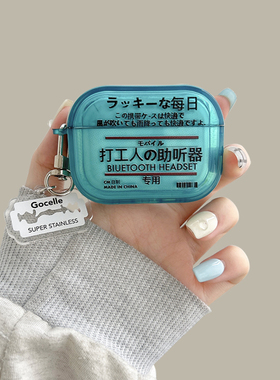 ラッキーな毎日
この携帯ケースは快適で
風が吹いても雨降っても快適ですよ。
モバイル
打工人の助听器
BLUETOOTH HEADSET
专用
MADE IN CHINA
Gocelle
SUPER STAINLESS